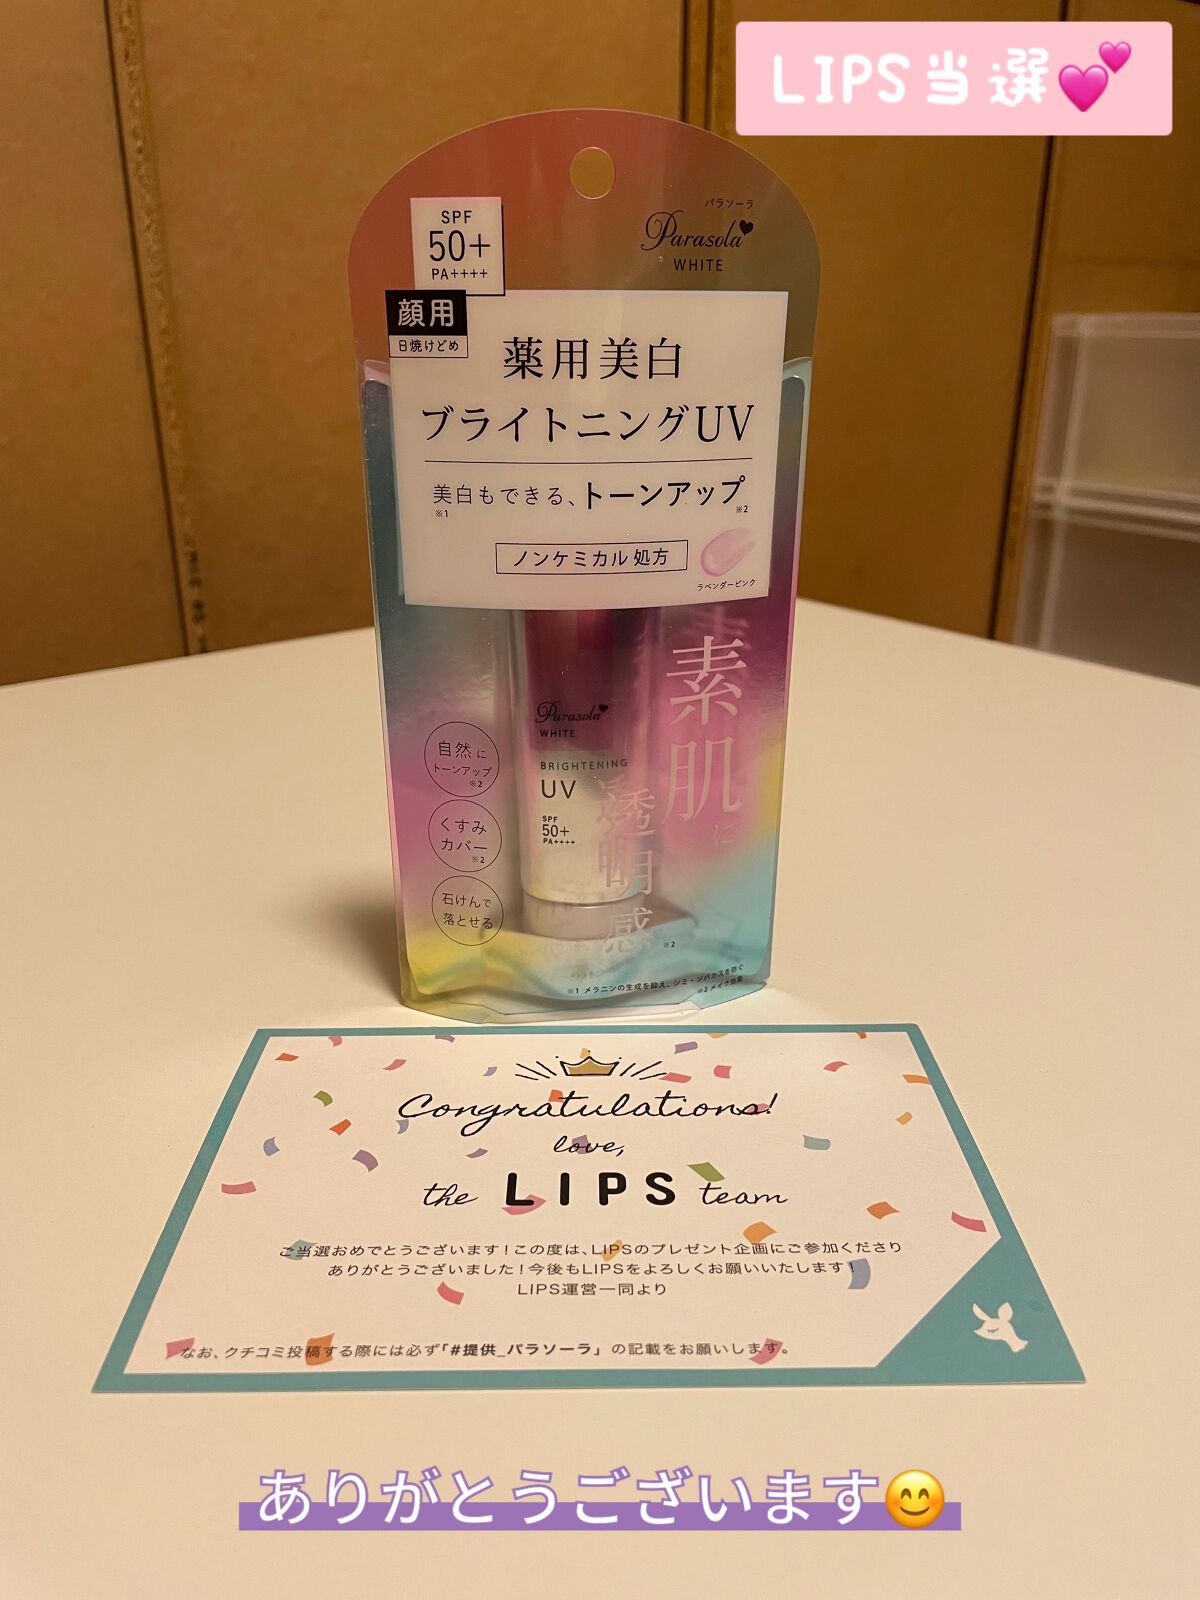 LIPS当選💕
SPF
50+
PA++++
パラソーラ
Parasola
WHITE
顔用
日焼けどめ
薬用美白
ブライトニングUV
美白もできる、トーンアップ
※1 ※2
ノンケミカル処方
ラベンダーピンク
素肌に
透明感
※2
Parasola
WHITE
BRIGHTENING
UV
SPF
50+
PA++++
自然に
トーンアップ
※2
くすみ
カバー
※2
石けんで
落とせる
※1 メラニンの生成を抑え、シミ・ソバカスを防ぐ
※2 メイク効果
Congratulations!
love,
the LIPS team
ご当選おめでとうございます!この度は、LIPSのプレゼント企画にご参加くださり
ありがとうございました!今後もLIPSをよろしくお願いいたします!
LIPS運営一同より
なお、クチコミ投稿する際には必ず「#提供_パラソーラ」の記載をお願いします。
ありがとうございます😊